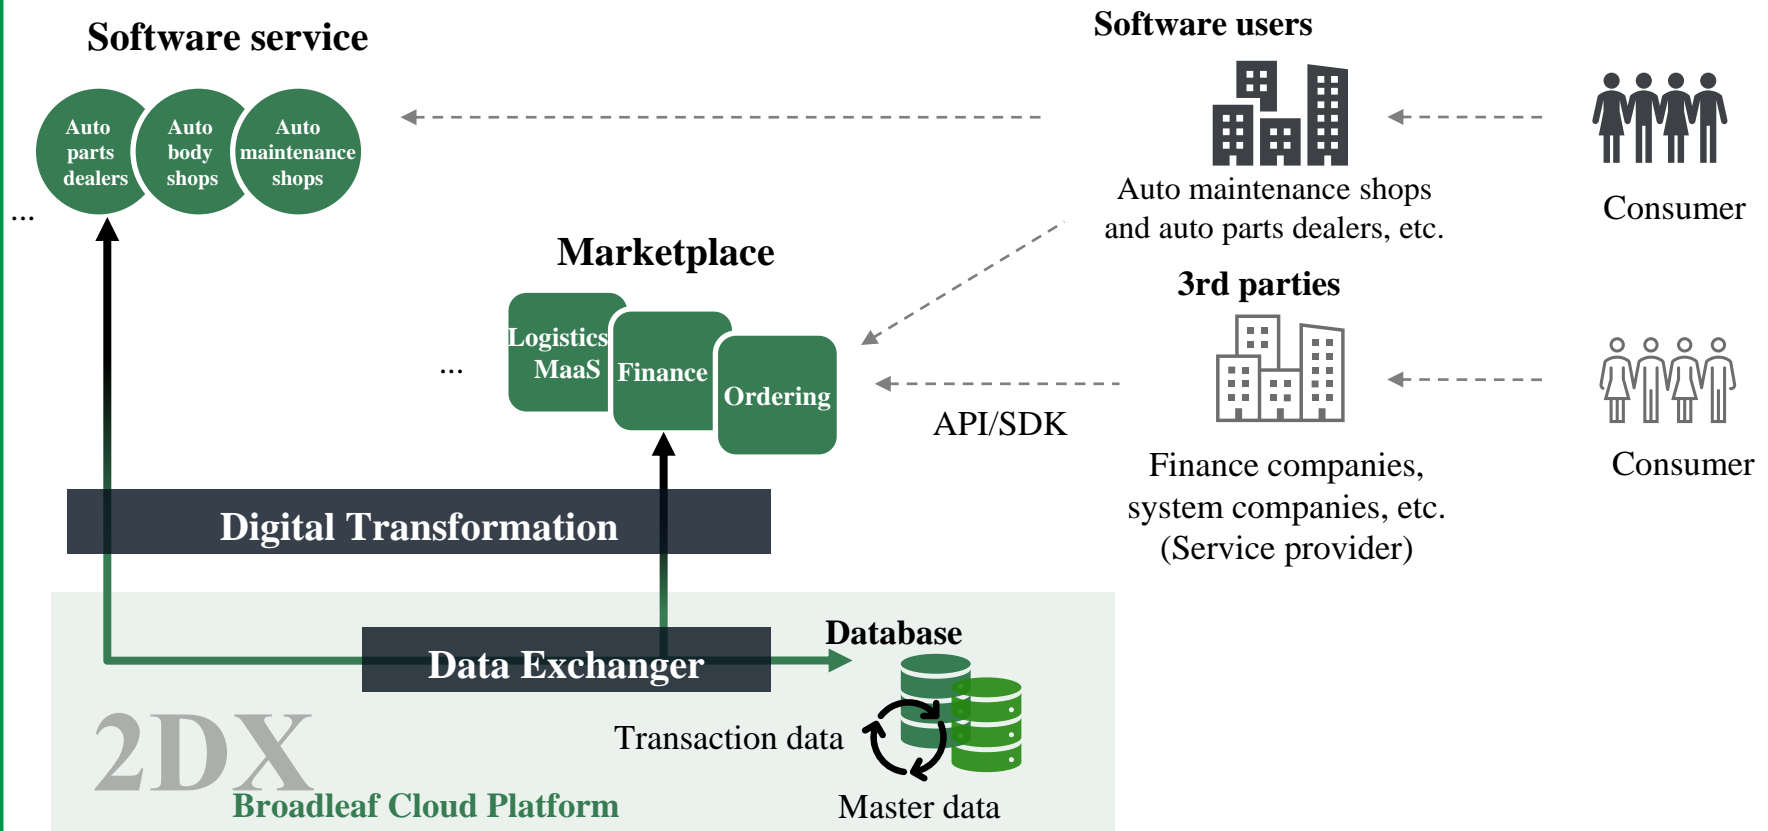 Software service
Software users
Auto
parts
dealers
Auto
body
shops
Auto
maintenance
shops
...
Auto maintenance shops
and auto parts dealers, etc.
Consumer
Marketplace
3rd parties
Logistics
MaaS
Finance
Ordering
...
API/SDK
Finance companies,
system companies, etc.
(Service provider)
Consumer
Digital Transformation
Data Exchanger
Database
Transaction data
Master data
2DX
Broadleaf Cloud Platform